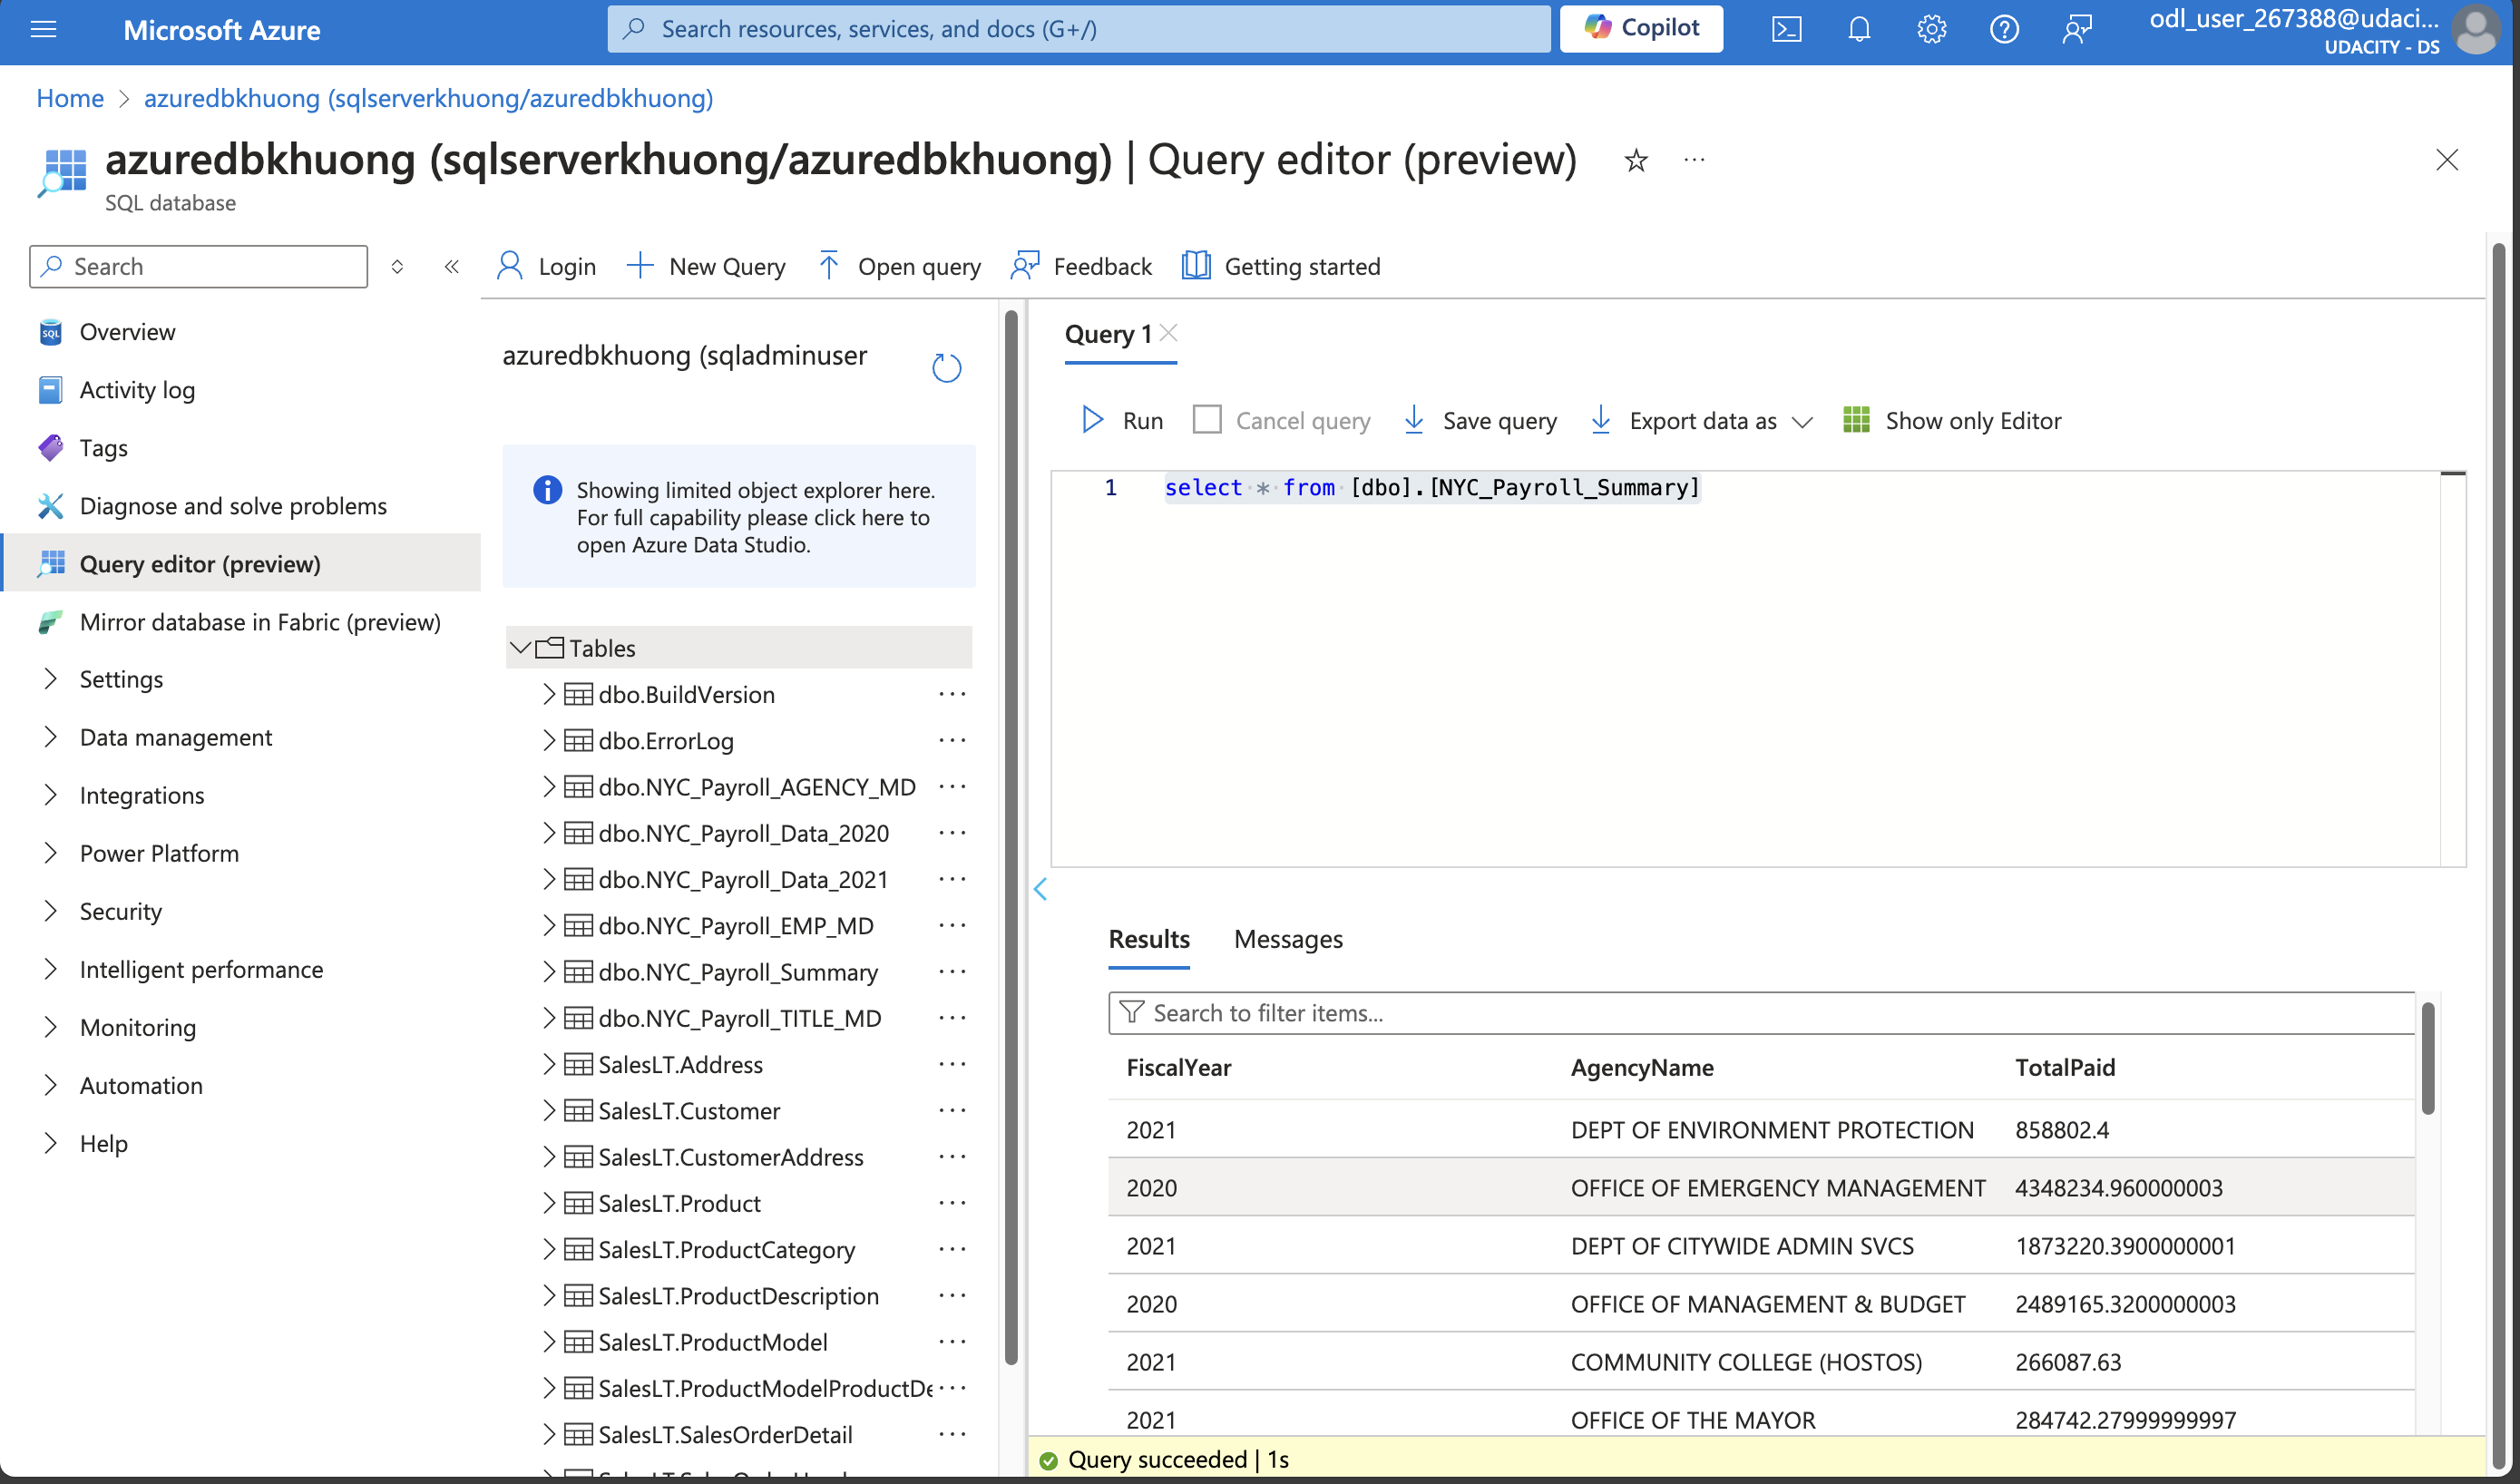 Microsoft Azure
Search resources, services, and docs (G+/)
Copilot
odl_user_267388@udaci...
UDACITY - DS
Home
azuredbkhuong (sqlserverkhuong/azuredbkhuong)
azuredbkhuong (sqlserverkhuong/azuredbkhuong) | Query editor (preview)
SQL database
Search
Overview
Activity log
Tags
Diagnose and solve problems
Query editor (preview)
Mirror database in Fabric (preview)
Settings
Data management
Integrations
Power Platform
Security
Intelligent performance
Monitoring
Automation
Help
Login
New Query
Open query
Feedback
Getting started
azuredbkhuong (sqladminuser
Showing limited object explorer here.
For full capability please click here to
open Azure Data Studio.
Tables
dbo.BuildVersion
dbo.ErrorLog
dbo.NYC_Payroll_AGENCY_MD
dbo.NYC_Payroll_Data_2020
dbo.NYC_Payroll_Data_2021
dbo.NYC_Payroll_EMP_MD
dbo.NYC_Payroll_Summary
dbo.NYC_Payroll_TITLE_MD
SalesLT.Address
SalesLT.Customer
SalesLT.CustomerAddress
SalesLT.Product
SalesLT.ProductCategory
SalesLT.ProductDescription
SalesLT.ProductModel
SalesLT.ProductModelProductDe
SalesLT.SalesOrderDetail
Query 1
Run
Cancel query
Save query
Export data as
Show only Editor
1 select * from [dbo].[NYC_Payroll_Summary]
Results
Messages
Search to filter items...
FiscalYear AgencyName TotalPaid
2021 DEPT OF ENVIRONMENT PROTECTION 858802.4
2020 OFFICE OF EMERGENCY MANAGEMENT 4348234.960000003
2021 DEPT OF CITYWIDE ADMIN SVCS 1873220.3900000001
2020 OFFICE OF MANAGEMENT & BUDGET 2489165.3200000003
2021 COMMUNITY COLLEGE (HOSTOS) 266087.63
2021 OFFICE OF THE MAYOR 284742.27999999997
Query succeeded | 1s